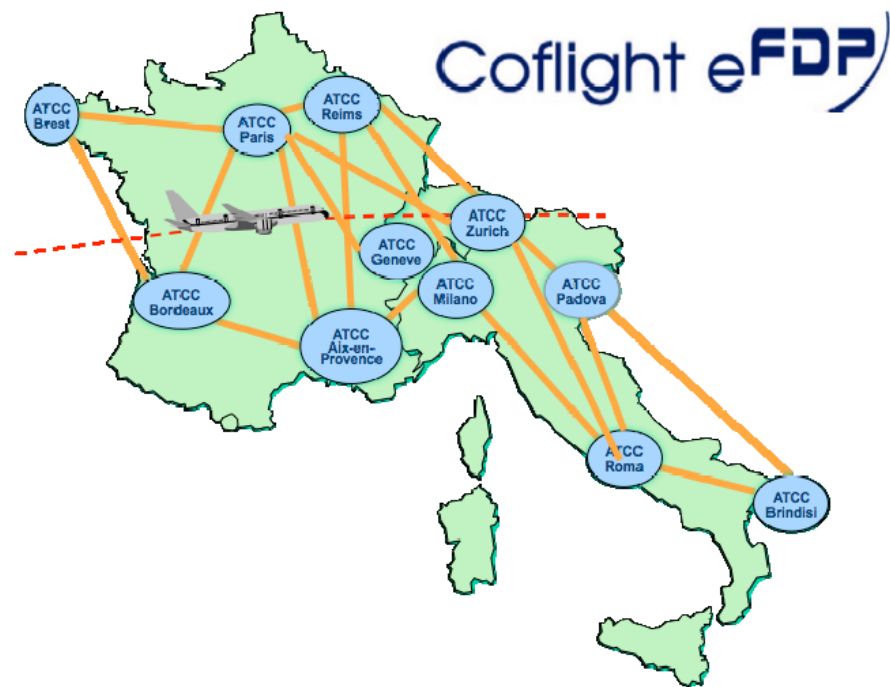 Coflight eFDP
ATCC
Brest
ATCC
Paris
ATCC
Reims
ATCC
Zurich
ATCC
Geneve
ATCC
Milano
ATCC
Padova
ATCC
Bordeaux
ATCC
Aix-en-
Provence
ATCC
Roma
ATCC
Brindisi